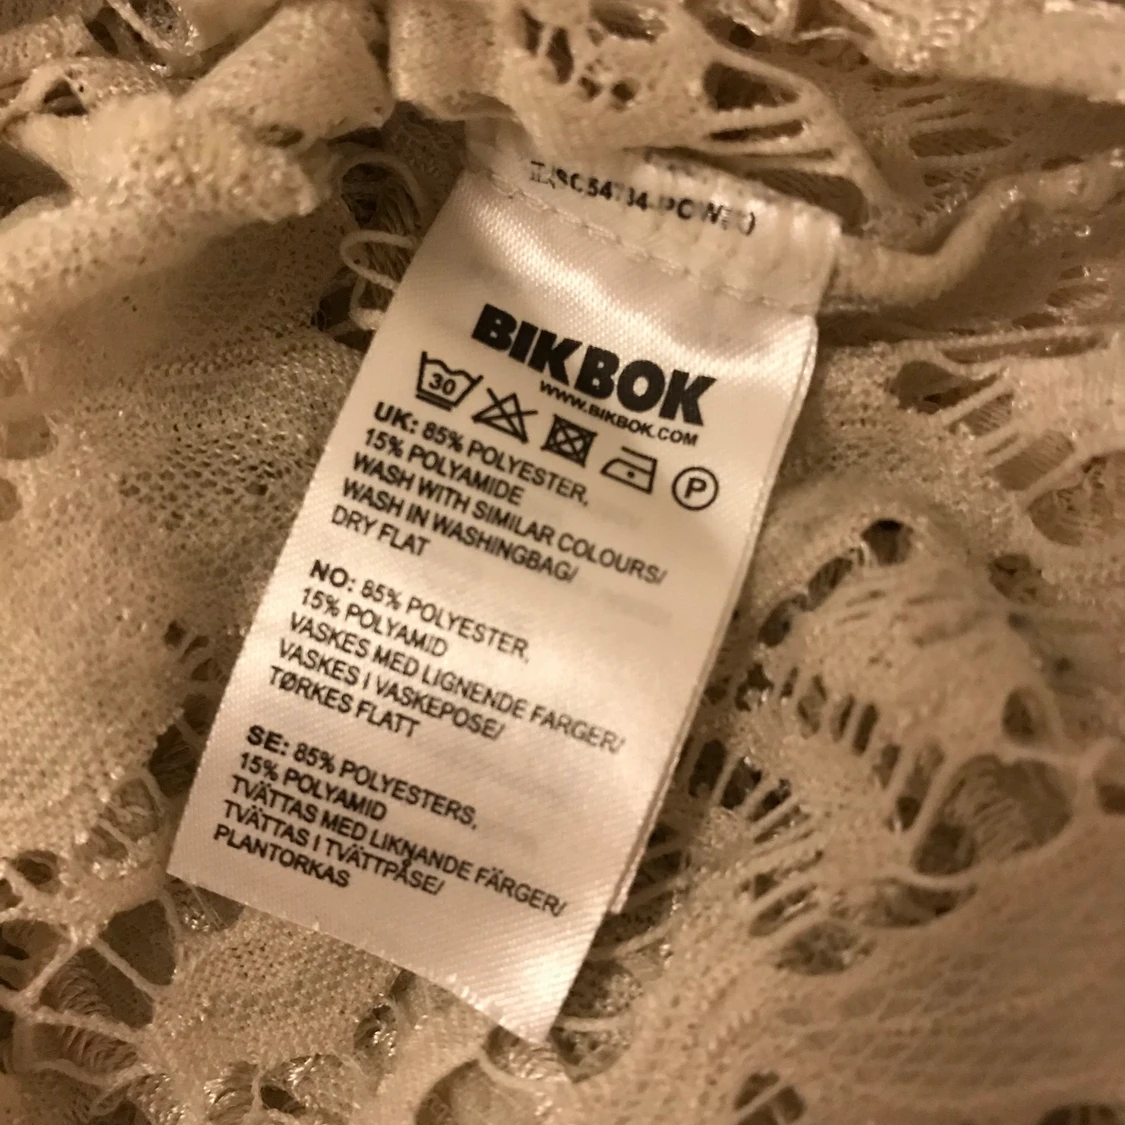 BIKBOK
WWW.BIKBOK.COM
30
P
UK: 85% POLYESTER,
15% POLYAMIDE
WASH WITH SIMILAR COLOURS/
WASH IN WASHINGBAG/
DRY FLAT
NO: 85% POLYESTER,
15% POLYAMID
VASKES MED LIGNENDE FARGER/
VASKES I VASKEPOSE/
TØRKES FLATT
SE: 85% POLYESTERS,
15% POLYAMID
TVÄTTAS MED LIKNANDE FÄRGER/
TVÄTTAS I TVÄTTPÅSE/
PLANTORKAS